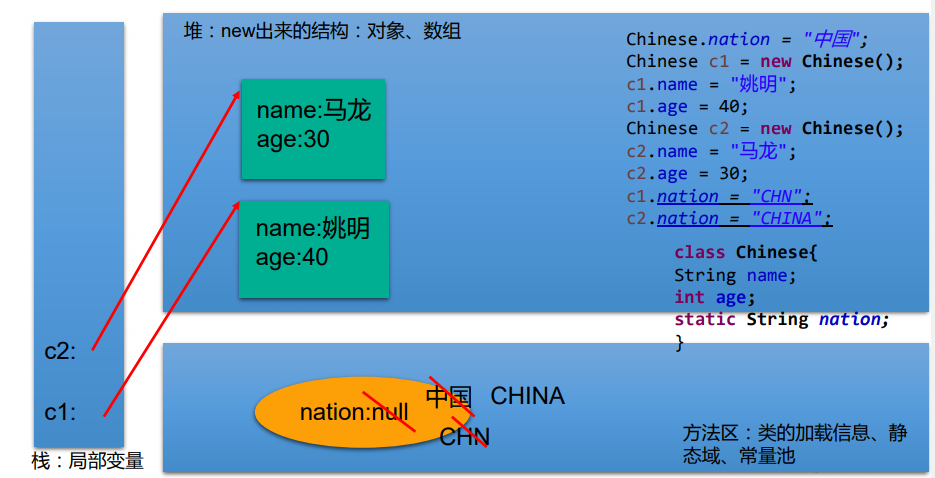 堆：new出来的结构：对象、数组
name:马龙
age:30
name:姚明
age:40
c2:
c1:
栈：局部变量
Chinese.nation = "中国";
Chinese c1 = new Chinese();
c1.name = "姚明";
c1.age = 40;
Chinese c2 = new Chinese();
c2.name = "马龙";
c2.age = 30;
c1.nation = "CHN";
c2.nation = "CHINA";
class Chinese{
String name;
int age;
static String nation;
}
nation:null
中国 CHINA
CHN
方法区：类的加载信息、静
态域、常量池